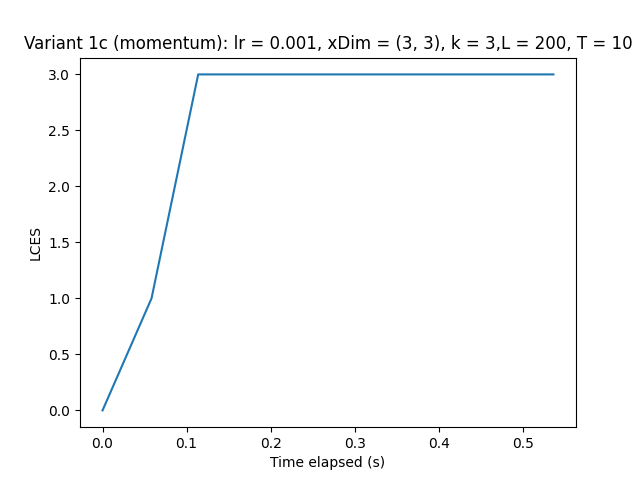 Variant 1c (momentum): lr = 0.001, xDim = (3, 3), k = 3,L = 200, T = 10
3.0
2.5
2.0
1.5
1.0
0.5
0.0
LCES
0.0 0.1 0.2 0.3 0.4 0.5
Time elapsed (s)